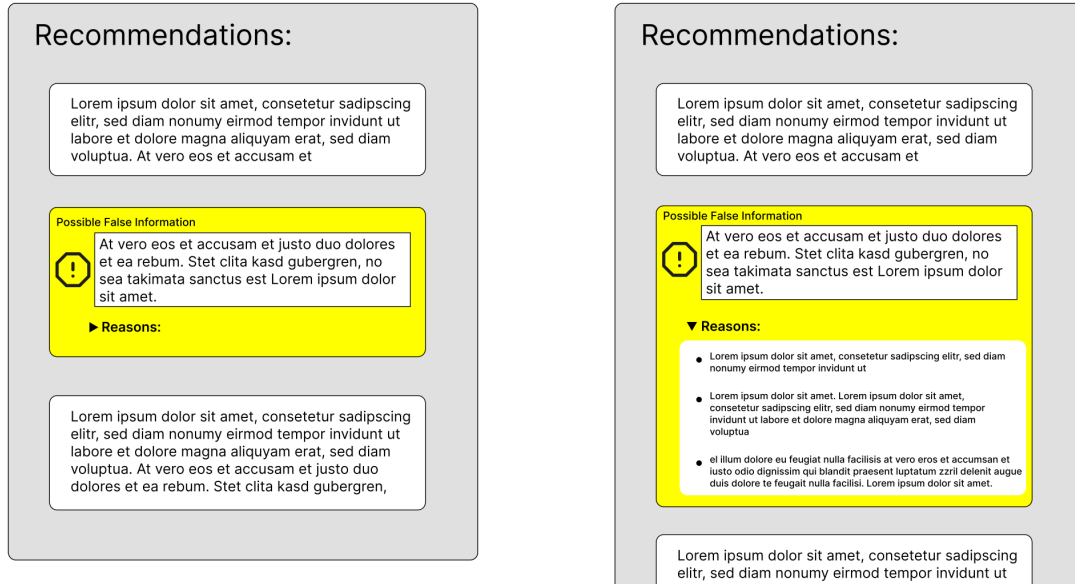 Recommendations:
Lorem ipsum dolor sit amet, consetetur sadipscing
elitr, sed diam nonumy eirmod tempor invidunt ut
labore et dolore magna aliquyam erat, sed diam
voluptua. At vero eos et accusam et
Possible False Information
At vero eos et accusam et justo duo dolores
et ea rebum. Stet clita kasd gubergren, no
sea takimata sanctus est Lorem ipsum dolor
sit amet.
Reasons:
Lorem ipsum dolor sit amet, consetetur sadipscing
elitr, sed diam nonumy eirmod tempor invidunt ut
labore et dolore magna aliquyam erat, sed diam
voluptua. At vero eos et accusam et justo duo
dolores et ea rebum. Stet clita kasd gubergren,
Recommendations:
Lorem ipsum dolor sit amet, consetetur sadipscing
elitr, sed diam nonumy eirmod tempor invidunt ut
labore et dolore magna aliquyam erat, sed diam
voluptua. At vero eos et accusam et
Possible False Information
At vero eos et accusam et justo duo dolores
et ea rebum. Stet clita kasd gubergren, no
sea takimata sanctus est Lorem ipsum dolor
sit amet.
Reasons:
Lorem ipsum dolor sit amet, consetetur sadipscing elitr, sed diam
nonumy eirmod tempor invidunt ut
Lorem ipsum dolor sit amet. Lorem ipsum dolor sit amet,
consetetur sadipscing elitr, sed diam nonumy eirmod tempor
invidunt ut labore et dolore magna aliquyam erat, sed diam
voluptua
el illum dolore eu feugiat nulla facilisis at vero eros et accumsan et
iusto odio dignissim qui blandit praesent luptatum zzril delenit augue
duis dolore te feugait nulla facilisi. Lorem ipsum dolor sit amet.
Lorem ipsum dolor sit amet, consetetur sadipscing
elitr, sed diam nonumy eirmod tempor invidunt ut